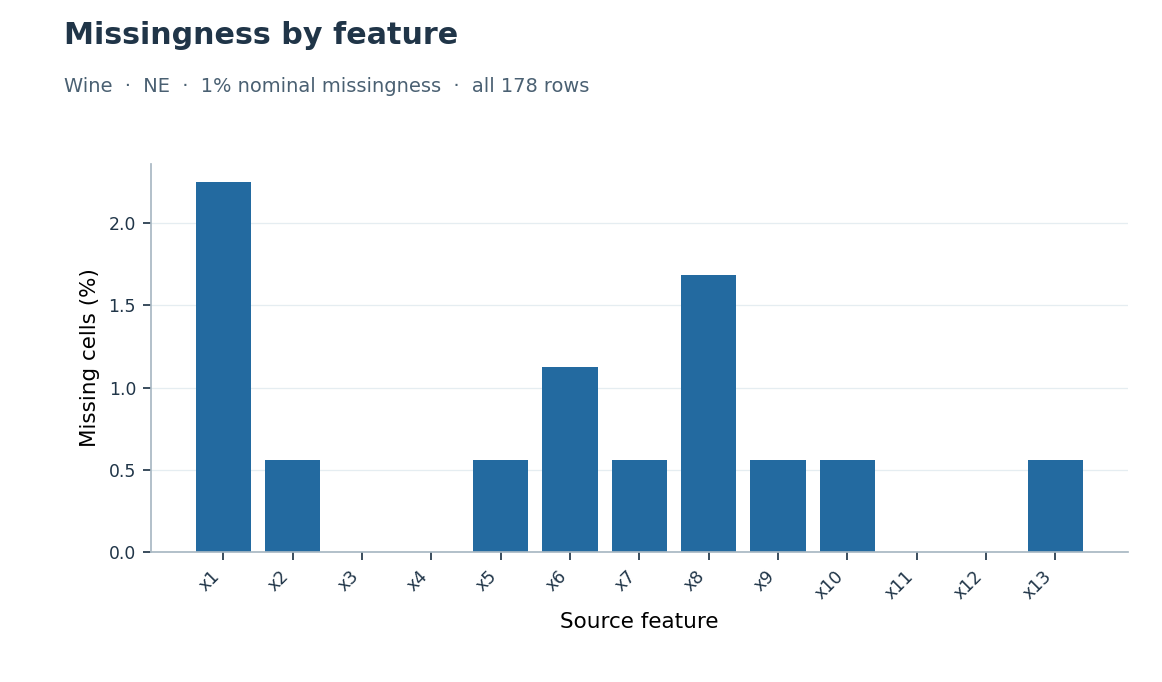 Missingness by feature
Wine · NE · 1% nominal missingness · all 178 rows
Missing cells (%)
2.0
1.5
1.0
0.5
0.0
x1 x2 x3 x4 x5 x6 x7 x8 x9 x10 x11 x12 x13
Source feature